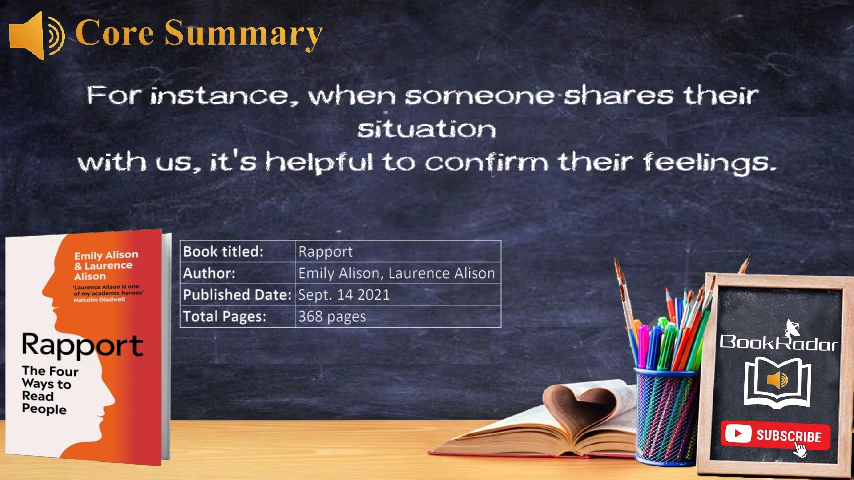 Core Summary
For instance, when someone shares their
situation
with us, it's helpful to confirm their feelings.
Emily Alison
& Laurence
Alison
'Laurence Alison is one
of my academic heroes'
Malcolm Gladwell
Rapport
The Four
Ways to
Read
People
Book titled: Rapport
Author: Emily Alison, Laurence Alison
Published Date: Sept. 14 2021
Total Pages: 368 pages
BookRadar
SUBSCRIBE